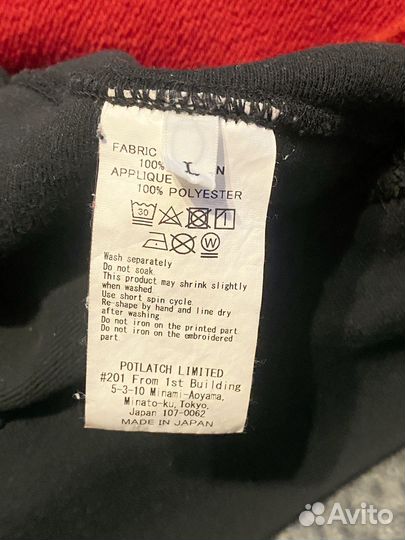 FABRIC
100% L N
APPLIQUE
100% POLYESTER
30
W
Wash separately
Do not soak
This product may shrink slightly
when washed
Use short spin cycle
Re-shape by hand and line dry
after washing
Do not iron on the printed part
Do not iron on the embroidered
part
POTLATCH LIMITED
#201 From 1st Building
5-3-10 Minami-Aoyama,
Minato-ku, Tokyo,
Japan 107-0062
MADE IN JAPAN
Avito